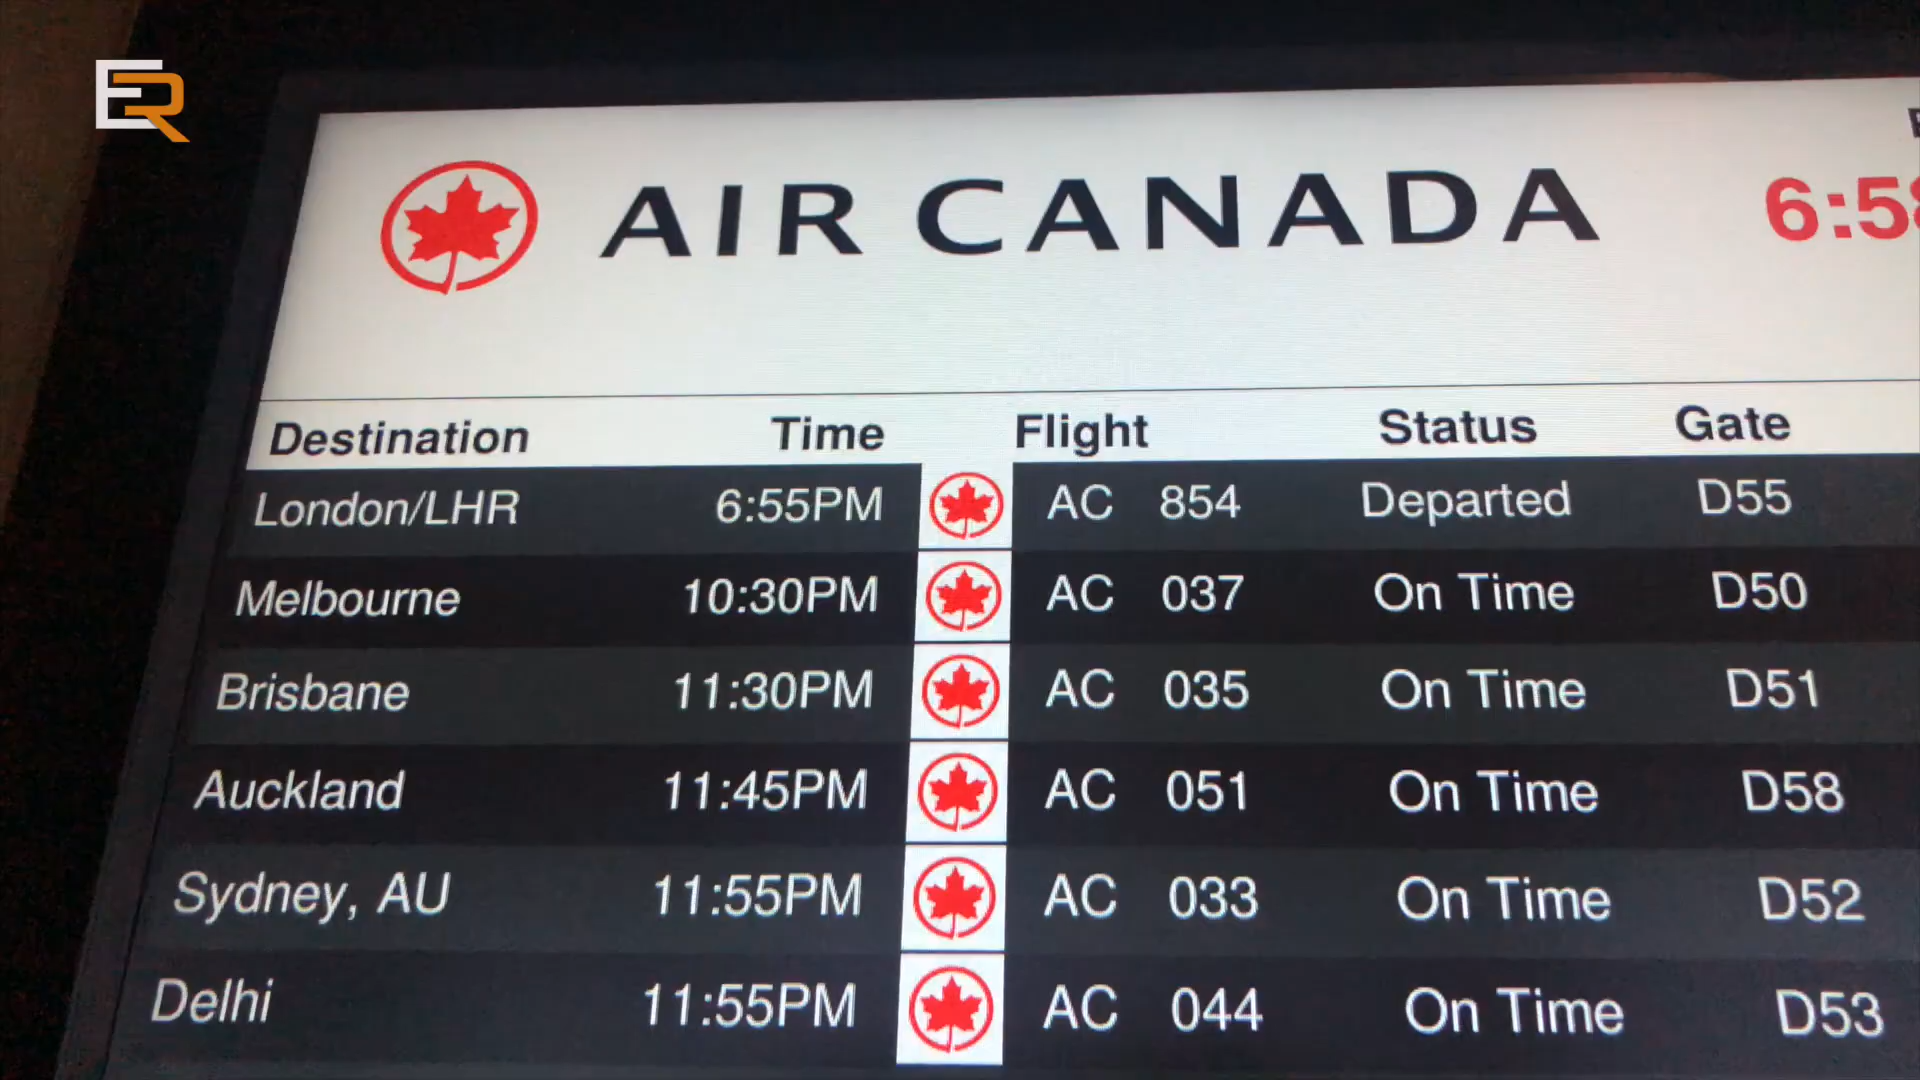 ER
AIR CANADA
6:58
Destination Time Flight Status Gate
London/LHR 6:55PM AC 854 Departed D55
Melbourne 10:30PM AC 037 On Time D50
Brisbane 11:30PM AC 035 On Time D51
Auckland 11:45PM AC 051 On Time D58
Sydney, AU 11:55PM AC 033 On Time D52
Delhi 11:55PM AC 044 On Time D53